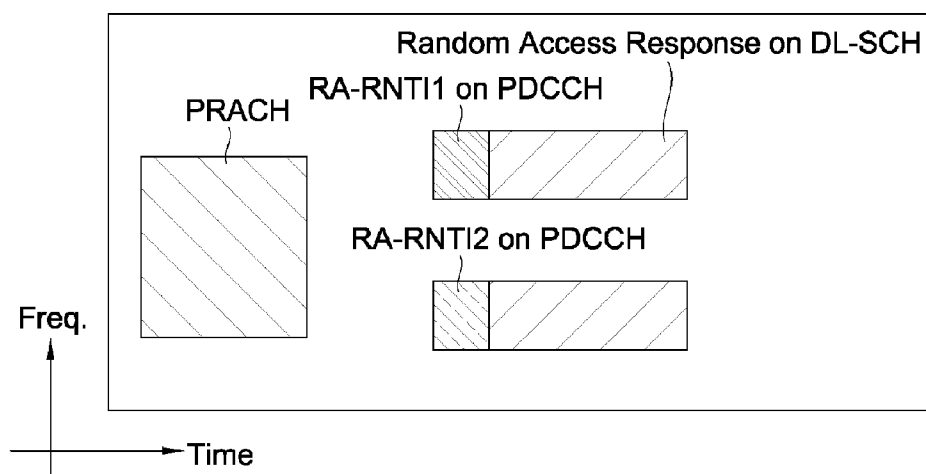 Random Access Response on DL-SCH
RA-RNTI1 on PDCCH
PRACH
RA-RNTI2 on PDCCH
Freq.
Time